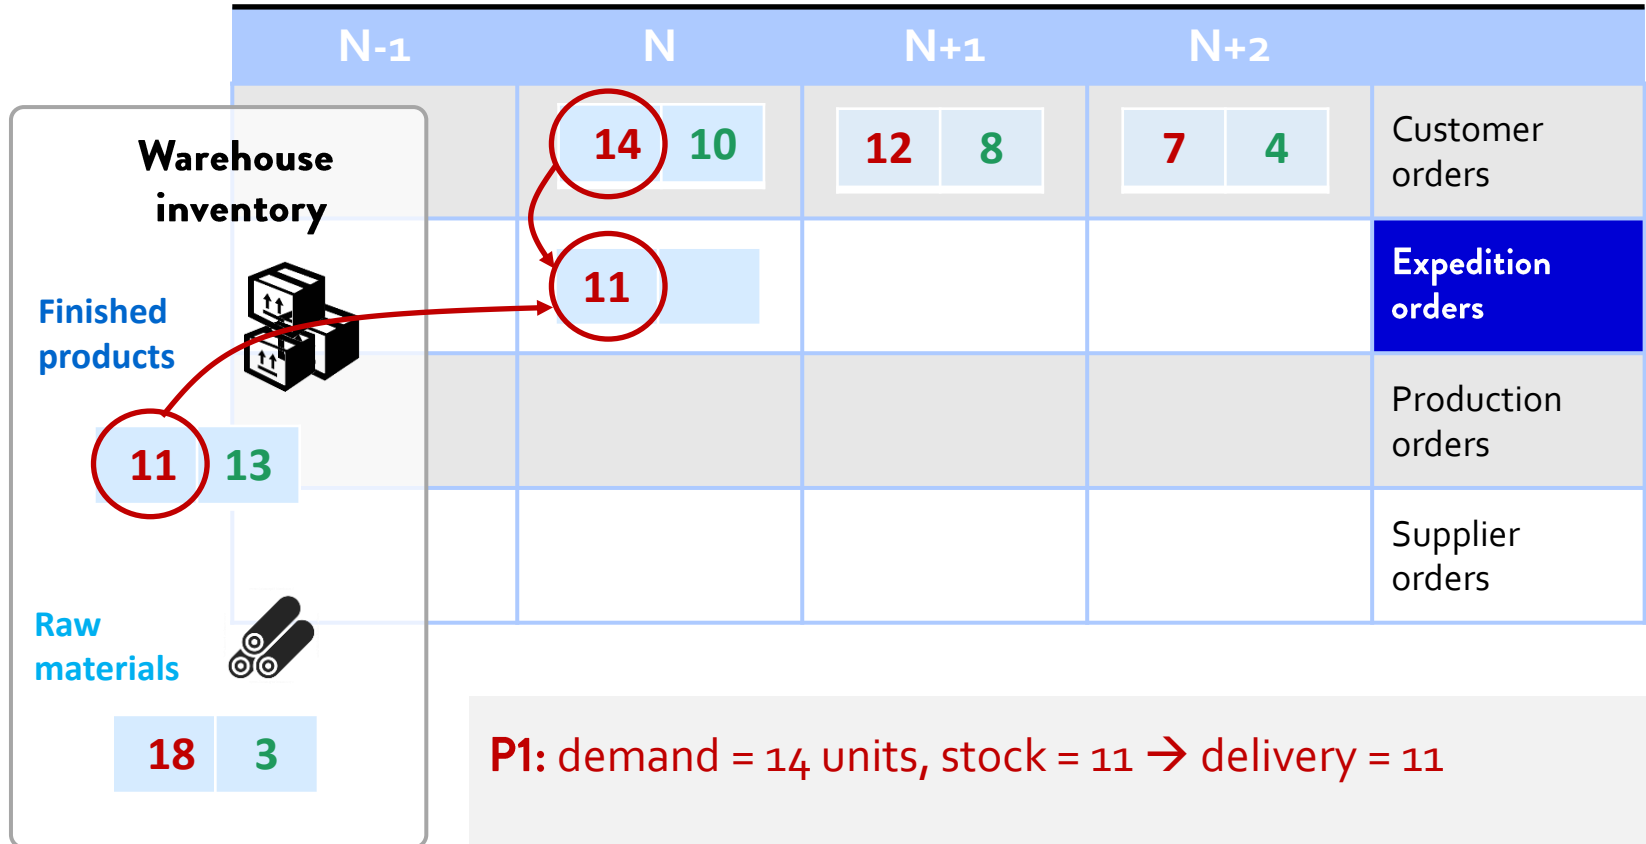 N-1 N N+1 N+2
14 10 12 8 7 4 Customer
orders
Warehouse
inventory
11 Expedition
orders
Finished
products
Production
orders
11 13
Supplier
orders
Raw
materials
18 3
P1: demand = 14 units, stock = 11 → delivery = 11